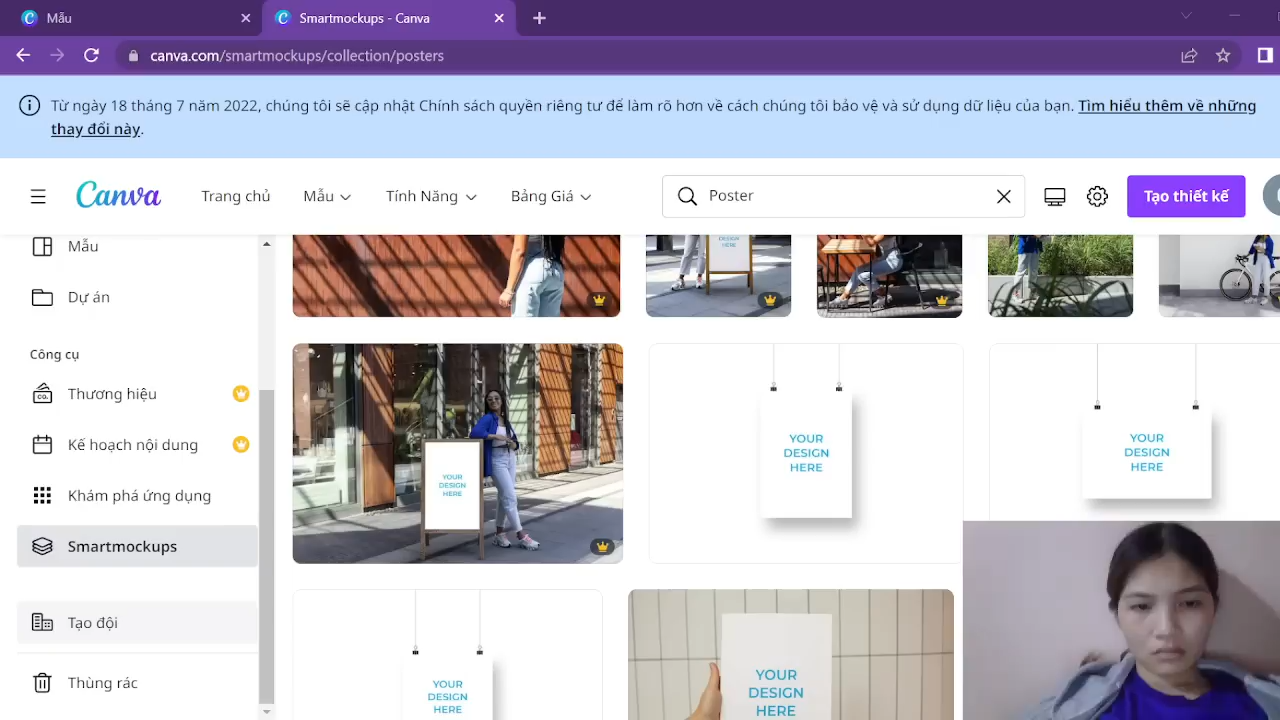 Mẫu
Smartmockups - Canva
canva.com/smartmockups/collection/posters
Từ ngày 18 tháng 7 năm 2022, chúng tôi sẽ cập nhật Chính sách quyền riêng tư để làm rõ hơn về cách chúng tôi bảo vệ và sử dụng dữ liệu của bạn. Tìm hiểu thêm về những
thay đổi này.
Canva
Trang chủ
Mẫu
Tính Năng
Bảng Giá
Poster
Tạo thiết kế
Mẫu
Dự án
Công cụ
Thương hiệu
Kế hoạch nội dung
Khám phá ứng dụng
Smartmockups
Tạo đội
Thùng rác
DESIGN
HERE
YOUR
DESIGN
HERE
YOUR
DESIGN
HERE
YOUR
DESIGN
HERE
YOUR
DESIGN
HERE
YOUR
DESIGN
HERE